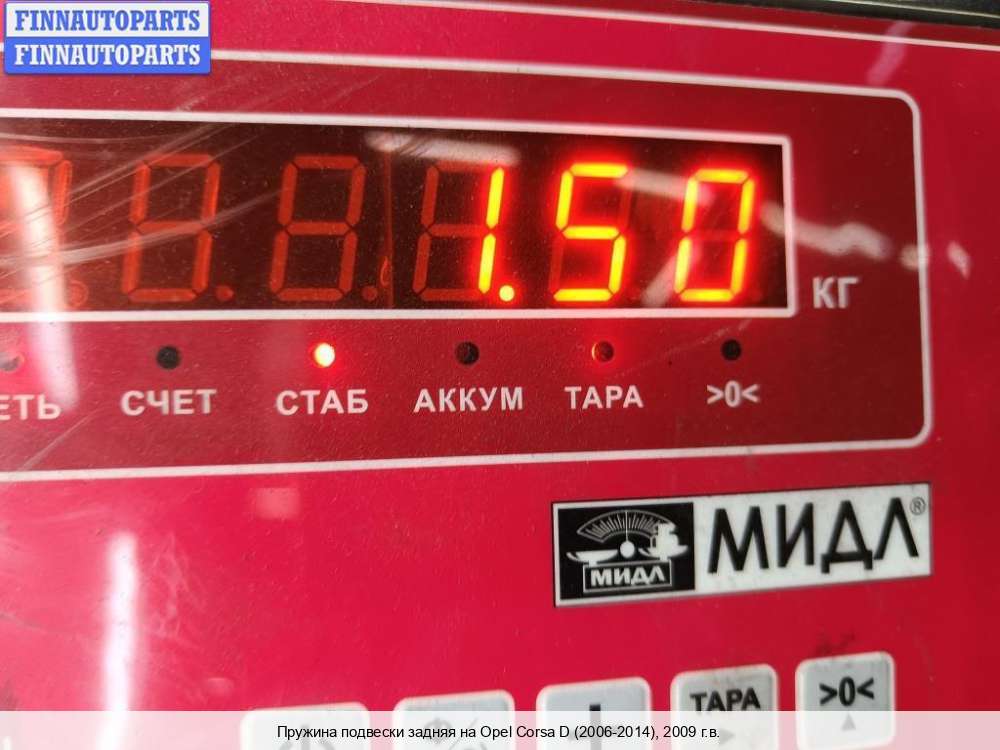 FINNAUTOPARTS
FINNAUTOPARTS
1.50
КГ
СЧЕТ СТАБ АККУМ ТАРА >0<
МИДЛ МИДЛ®
ТАРА >0<
Пружина подвески задняя на Opel Corsa D (2006-2014), 2009 г.в.